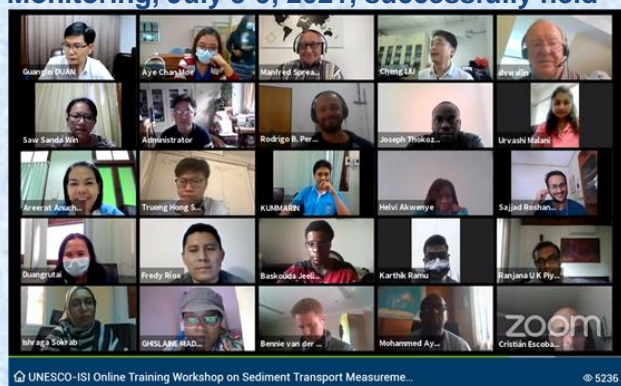 Monitoring, July 5-9, 2021, successfully held
Guanglei DUAN
Aye Chan Moe
Manfred Sprea...
Cheng LIU
dewalin
Saw Sanda Win
Administrator
Rodrigo B. Per...
Joseph Thokoz...
Urvashi Malani
Areerat Anuch...
Truong Hong S...
KUMMARIN
Helvi Akwenye
Sajjad Roshan...
Duangrutai
Fredy Ríos
Baskouda Jeell...
Karthik Ramu
Ranjana U K Piy...
Ishraga Sokrab
GHISLAINE MAD...
Bennie van der ...
Mohammed Ay...
Cristián Escoba...
zoom
UNESCO-ISI Online Training Workshop on Sediment Transport Measureme...
5236